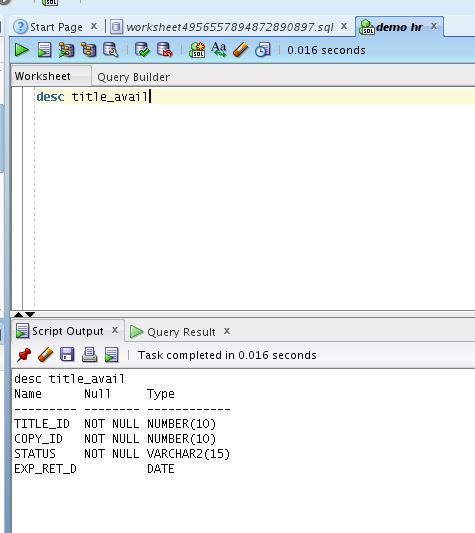 Start Page x worksheet4956557894872890897.sql x demo hr x
0.016 seconds
Worksheet Query Builder
desc title_avail
Script Output x Query Result x
Task completed in 0.016 seconds
desc title_avail
Name      Null     Type
--------- -------- ------------
TITLE_ID  NOT NULL NUMBER(10)
COPY_ID   NOT NULL NUMBER(10)
STATUS    NOT NULL VARCHAR2(15)
EXP_RET_D          DATE